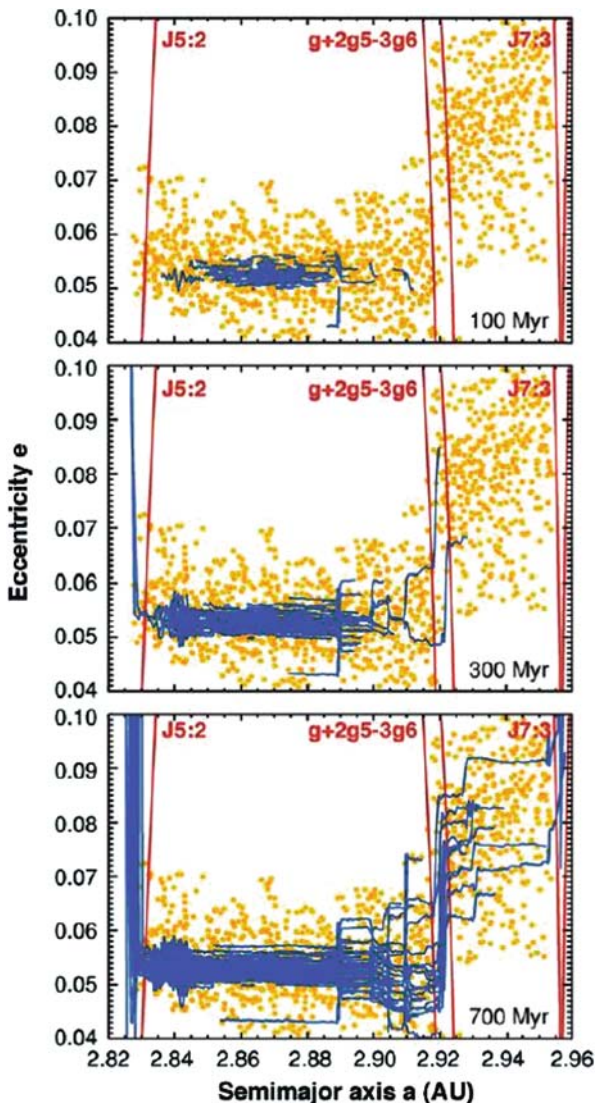 0.10
J5:2 g+2g5-3g6 J7:3
0.09
0.08
0.07
0.06
0.05
100 Myr
0.04
0.10
J5:2 g+2g5-3g6 J7:3
0.09
0.08
0.07
0.06
0.05
300 Myr
0.04
0.10
J5:2 g+2g5-3g6 J7:3
0.09
0.08
0.07
0.06
0.05
700 Myr
0.04
2.82 2.84 2.86 2.88 2.90 2.92 2.94 2.96
Semimajor axis a (AU)
Eccentricity e